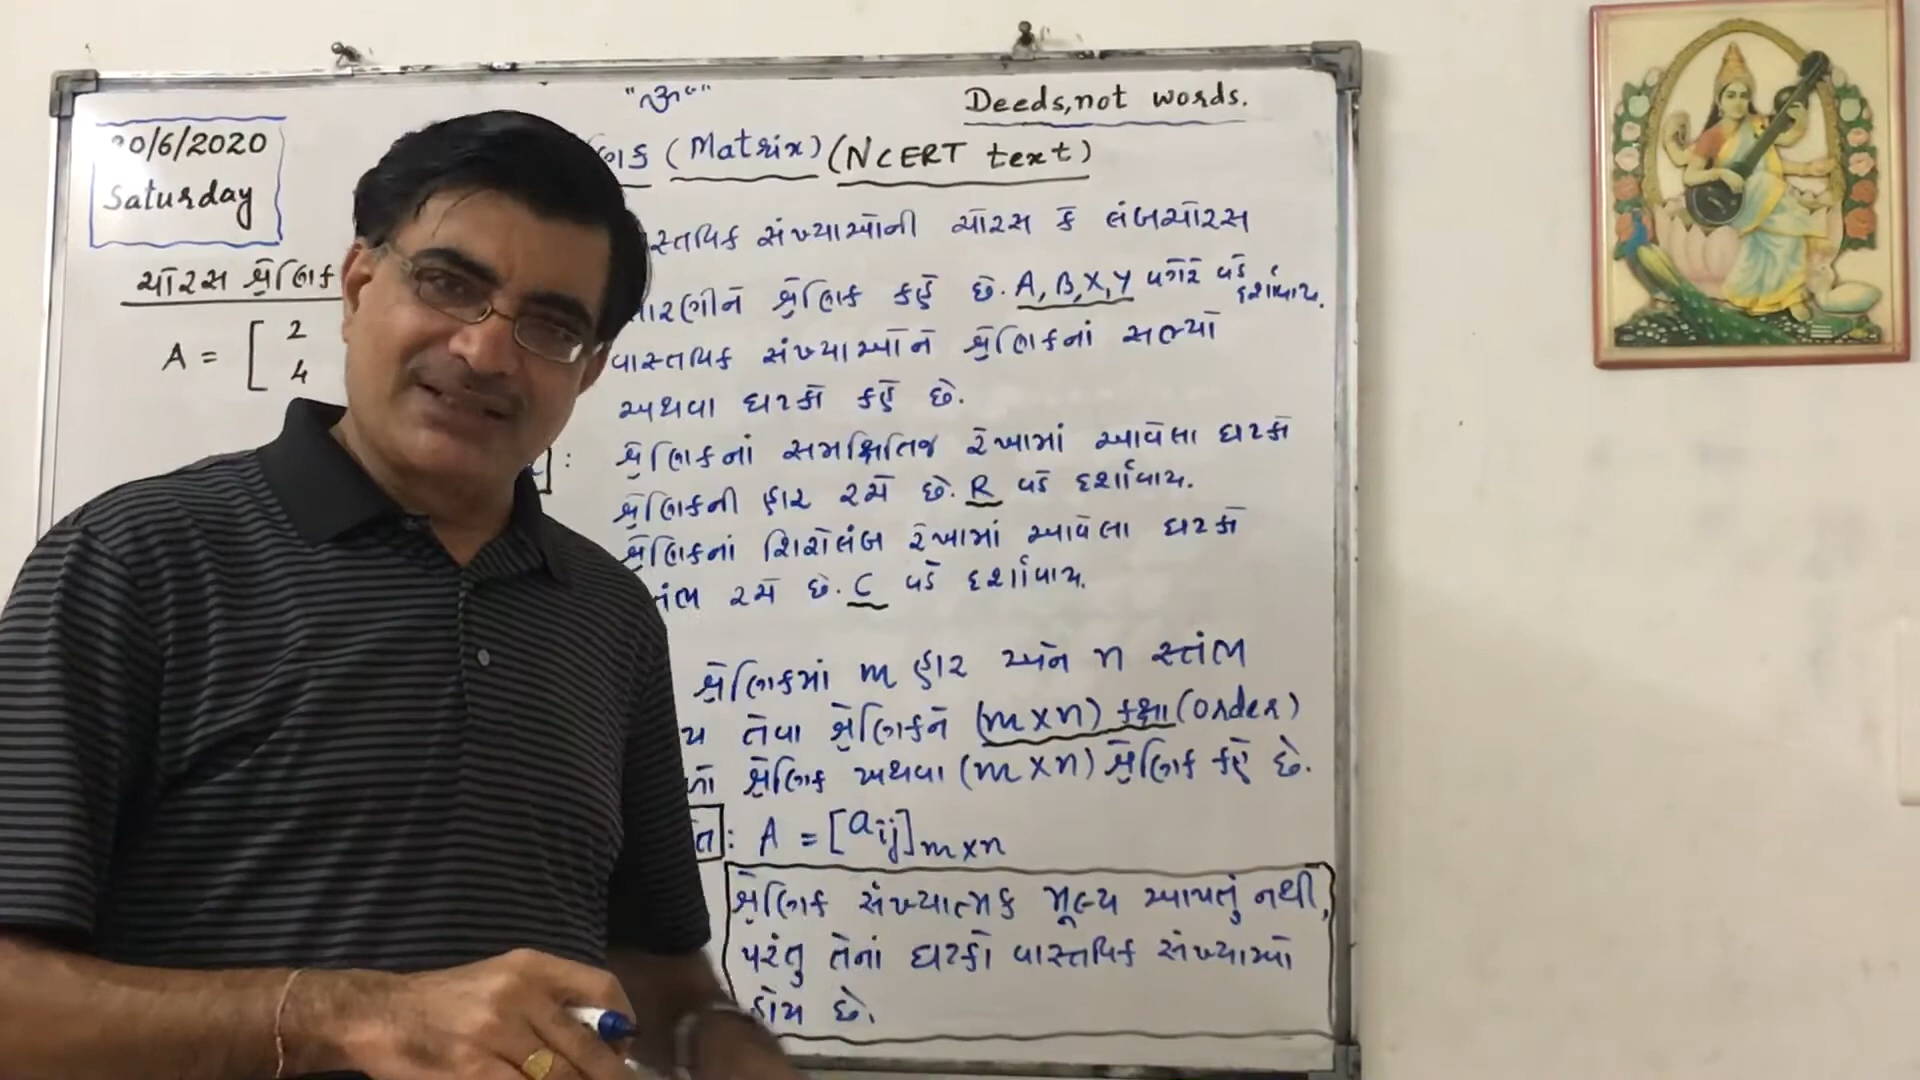 "ૐ"
Deeds, not words.
20/6/2020
Saturday
(Matrix) (NCERT text)
ચોરસ શ્રેણિક
A = [ 2
4
સંખ્યાઓની ચોરસ કે લંબચોરસ
શ્રેણિક કહે છે. A, B, X, Y વગેરે વડે દર્શાવાય.
વાસ્તવિક સંખ્યાઓને શ્રેણિકનાં સભ્યો
અથવા ઘટકો કહે છે.
: શ્રેણિકનાં સમક્ષિતિજ રેખામાં આવેલા ઘટકો
શ્રેણિકની હાર રચે છે. R વડે દર્શાવાય.
શ્રેણિકનાં શિરોલંબ રેખામાં આવેલા ઘટકો
રચે છે. C વડે દર્શાવાય.
શ્રેણિકમાં m હાર અને n સ્તંભ
તેવા શ્રેણિકને (m×n) કક્ષા (Order)
શ્રેણિક અથવા (m×n) શ્રેણિક કહે છે.
: A = [aij]m×n
શ્રેણિક સંખ્યાત્મક મૂલ્ય આપતું નથી,
પરંતુ તેનાં ઘટકો વાસ્તવિક સંખ્યાઓ
હોય છે.